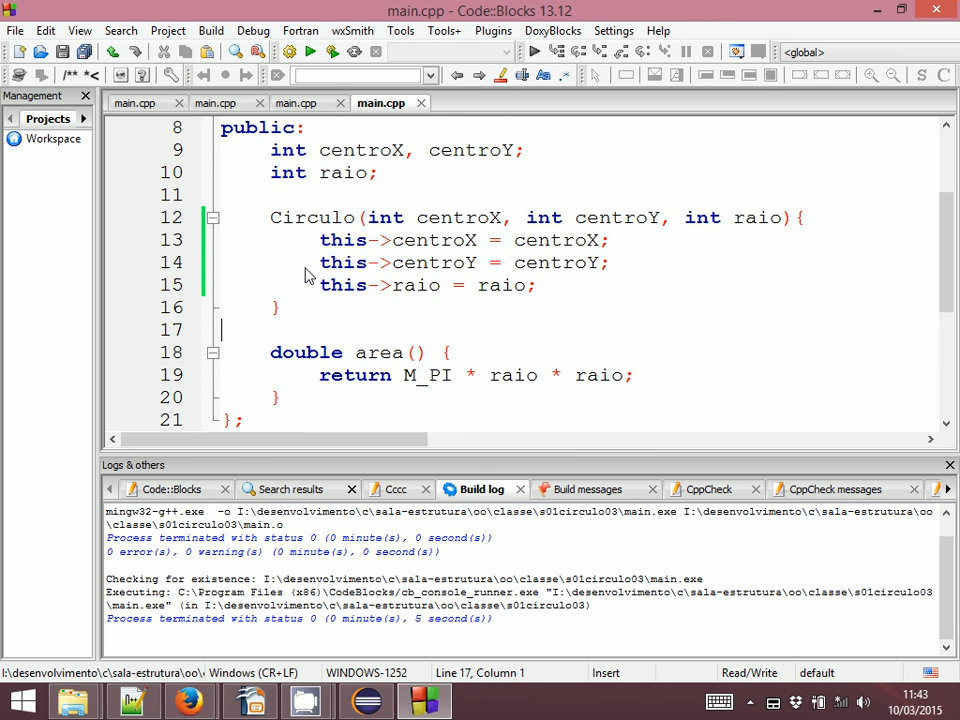 main.cpp - Code::Blocks 13.12
File Edit View Search Project Build Debug Fortran wxSmith Tools Tools+ Plugins DoxyBlocks Settings Help
<global>
/** *<
Aa .* S C
Management
main.cpp main.cpp main.cpp main.cpp
Projects
Workspace
8 public:
9 int centroX, centroY;
10 int raio;
11
12 Circulo(int centroX, int centroY, int raio){
13 this->centroX = centroX;
14 this->centroY = centroY;
15 this->raio = raio;
16 }
17
18 double area() {
19 return M_PI * raio * raio;
20 }
21 };
Logs & others
Code::Blocks Search results Cccc Build log Build messages CppCheck CppCheck messages
mingw32-g++.exe -o I:\desenvolvimento\c\sala-estrutura\oo\classe\s01circulo03\main.exe I:\desenvolvimento\c\sala-estrutura\oo
\classe\s01circulo03\main.o
Process terminated with status 0 (0 minute(s), 0 second(s))
0 error(s), 0 warning(s) (0 minute(s), 0 second(s))
Checking for existence: I:\desenvolvimento\c\sala-estrutura\oo\classe\s01circulo03\main.exe
Executing: C:\Program Files (x86)\CodeBlocks/cb_console_runner.exe "I:\desenvolvimento\c\sala-estrutura\oo\classe\s01circulo03
\main.exe" (in I:\desenvolvimento\c\sala-estrutura\oo\classe\s01circulo03)
Process terminated with status 0 (0 minute(s), 5 second(s))
I:\desenvolvimento\c\sala-estrutura\oo\ Windows (CR+LF) WINDOWS-1252 Line 17, Column 1 Insert Read/Write default
11:43
10/03/2015